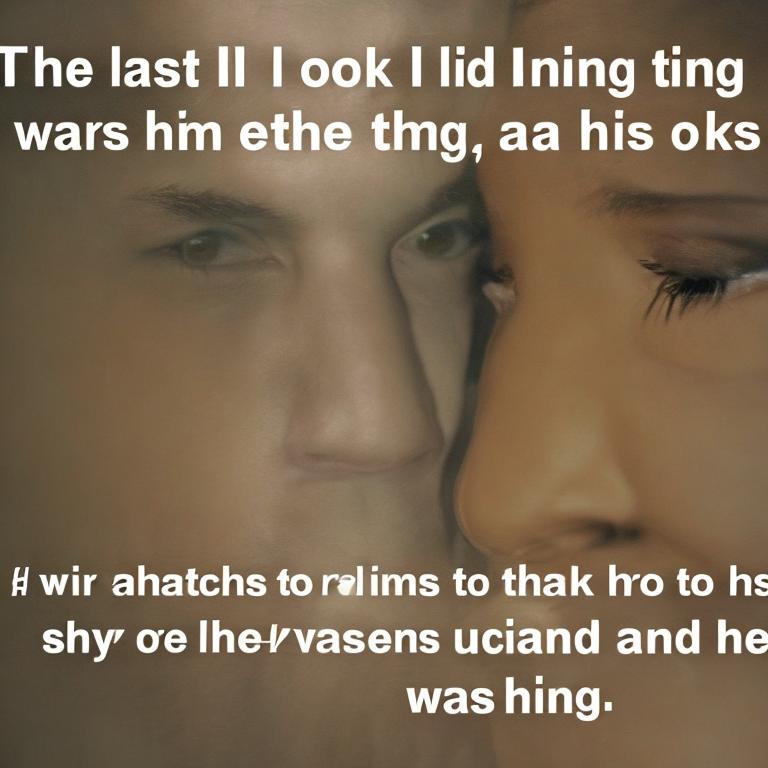 The last ll l ook l lid Ining ting
wars hm ethe tmg, aa his oks
wir ahatchs to to thak hro to hs
shy oe uciand and he
was hing.